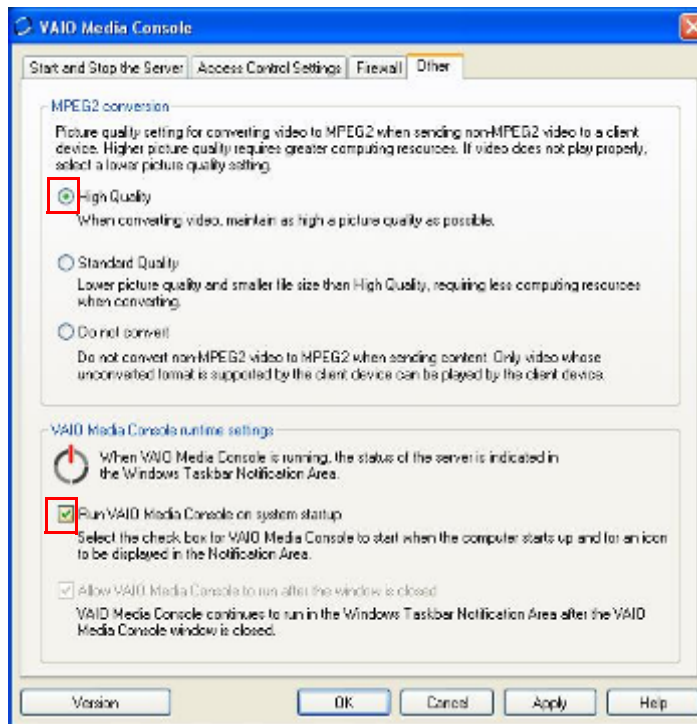 VAIO Media Console
Start and Stop the Server Access Control Settings Firewall Other
MPEG2 conversion
Picture quality setting for converting video to MPEG2 when sending non-MPEG2 video to a client
device. Higher picture quality requires greater computing resources. If video does not play properly,
select a lower picture quality setting.
High Quality
When converting video, maintain as high a picture quality as possible.
Standard Quality
Lower picture quality and smaller file size than High Quality, requiring less computing resources
when converting.
Do not convert
Do not convert non-MPEG2 video to MPEG2 when sending content. Only video whose
unconverted format is supported by the client device can be played by the client device.
VAIO Media Console runtime settings
When VAIO Media Console is running, the status of the server is indicated in
the Windows Taskbar Notification Area.
Run VAIO Media Console on system startup
Select the check box for VAIO Media Console to start when the computer starts up and for an icon
to be displayed in the Notification Area.
Allow VAIO Media Console to run after the window is closed
VAIO Media Console continues to run in the Windows Taskbar Notification Area after the VAIO
Media Console window is closed.
Version OK Cancel Apply Help